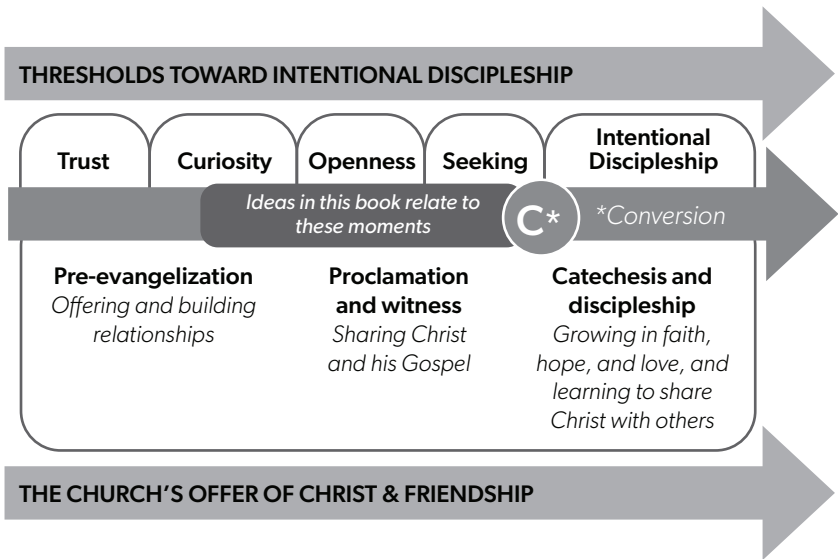 THRESHOLDS TOWARD INTENTIONAL DISCIPLESHIP
Trust
Curiosity
Openness
Seeking
Intentional
Discipleship
Ideas in this book relate to
these moments
C*
*Conversion
Pre-evangelization
Offering and building
relationships
Proclamation
and witness
Sharing Christ
and his Gospel
Catechesis and
discipleship
Growing in faith,
hope, and love, and
learning to share
Christ with others
THE CHURCH’S OFFER OF CHRIST & FRIENDSHIP